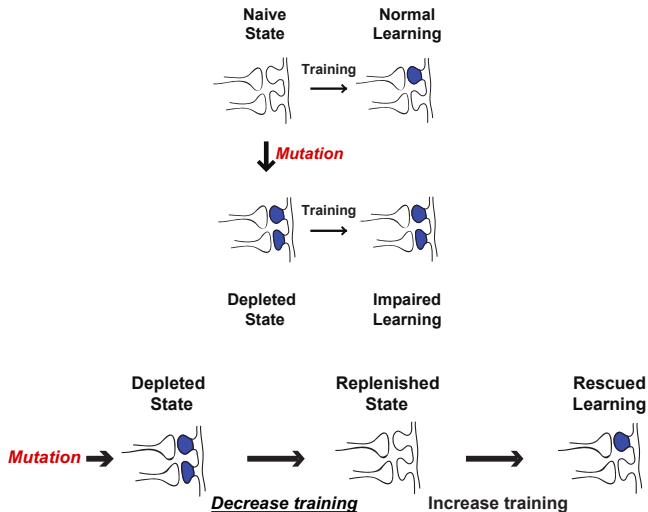 Naive
State
Normal
Learning
Training
Mutation
Training
Depleted
State
Impaired
Learning
Depleted
State
Replenished
State
Rescued
Learning
Mutation
Decrease training
Increase training